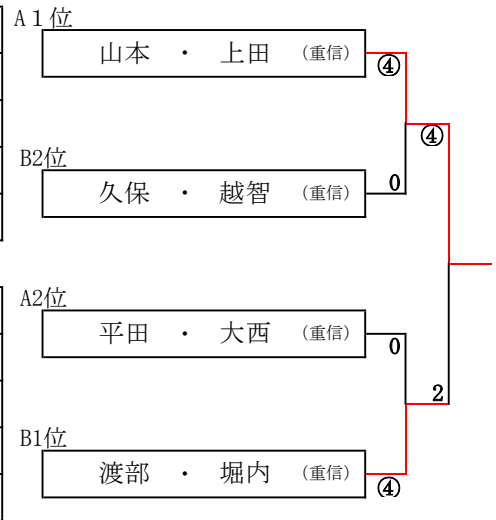 A１位
山本 ・ 上田 (重信)
④
④
B2位
0
久保 ・ 越智 (重信)
A2位
平田 ・ 大西 (重信)
0
2
B1位
渡部 ・ 堀内 (重信)
④